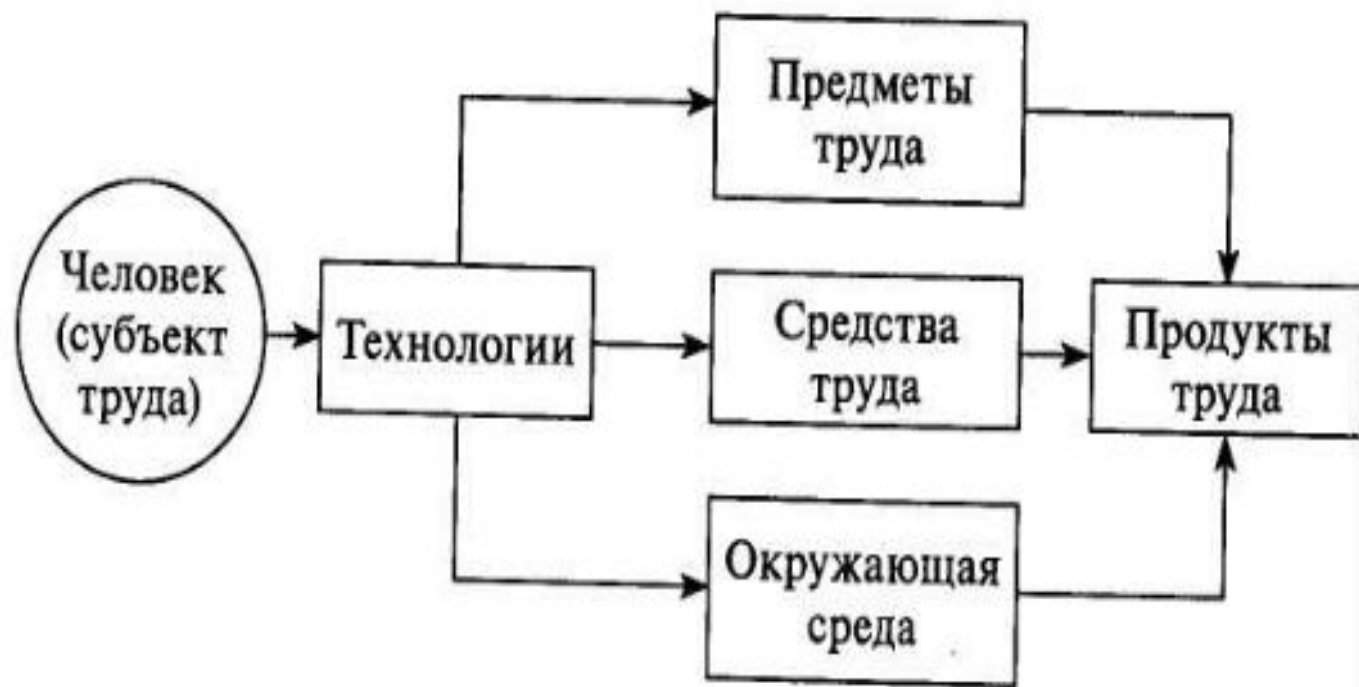 Человек
(субъект
труда)
Технологии
Предметы
труда
Средства
труда
Окружающая
среда
Продукты
труда